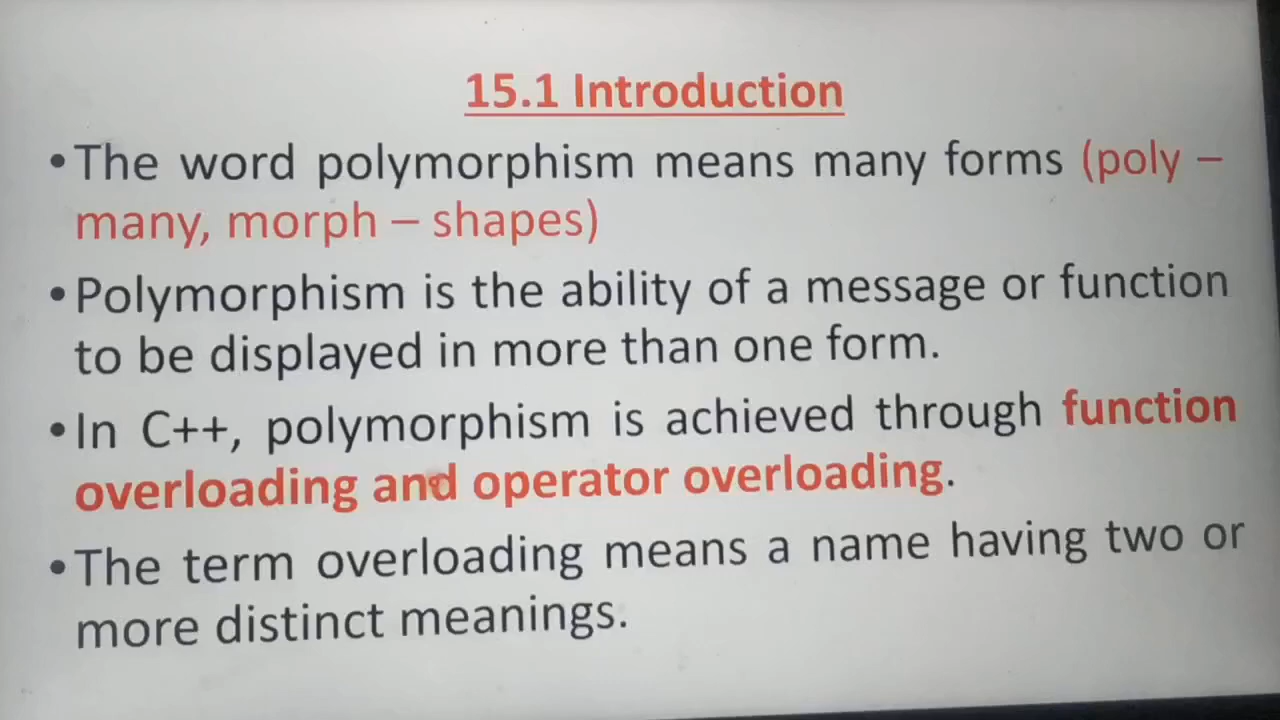 15.1 Introduction
•The word polymorphism means many forms (poly –
many, morph – shapes)
•Polymorphism is the ability of a message or function
to be displayed in more than one form.
•In C++, polymorphism is achieved through function
overloading and operator overloading.
•The term overloading means a name having two or
more distinct meanings.